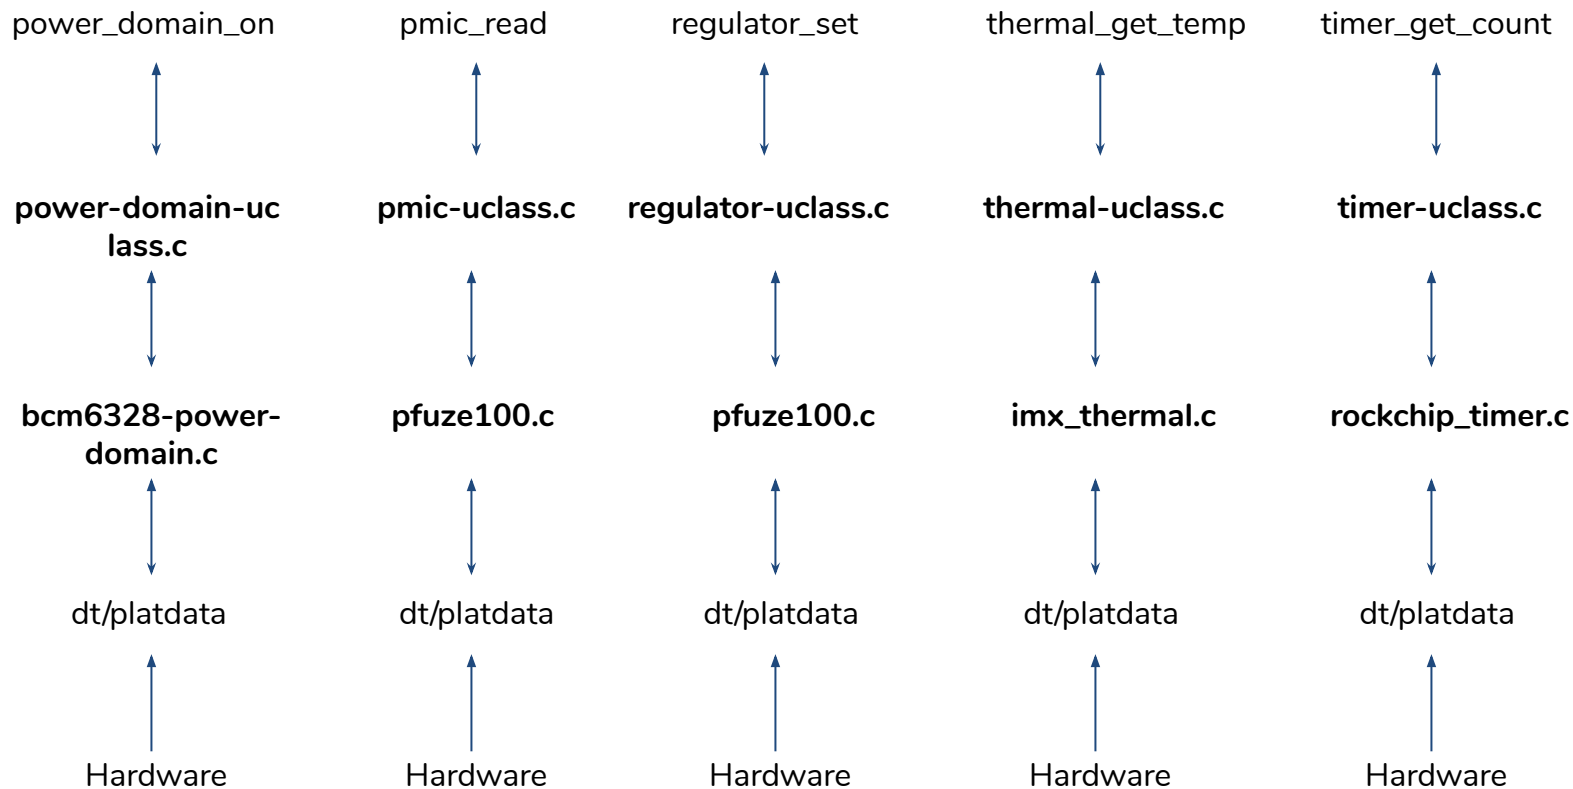 power_domain_on pmic_read regulator_set thermal_get_temp timer_get_count
power-domain-uc pmic-uclass.c regulator-uclass.c thermal-uclass.c timer-uclass.c
lass.c
bcm6328-power- pfuze100.c pfuze100.c imx_thermal.c rockchip_timer.c
domain.c
dt/platdata dt/platdata dt/platdata dt/platdata dt/platdata
Hardware Hardware Hardware Hardware Hardware